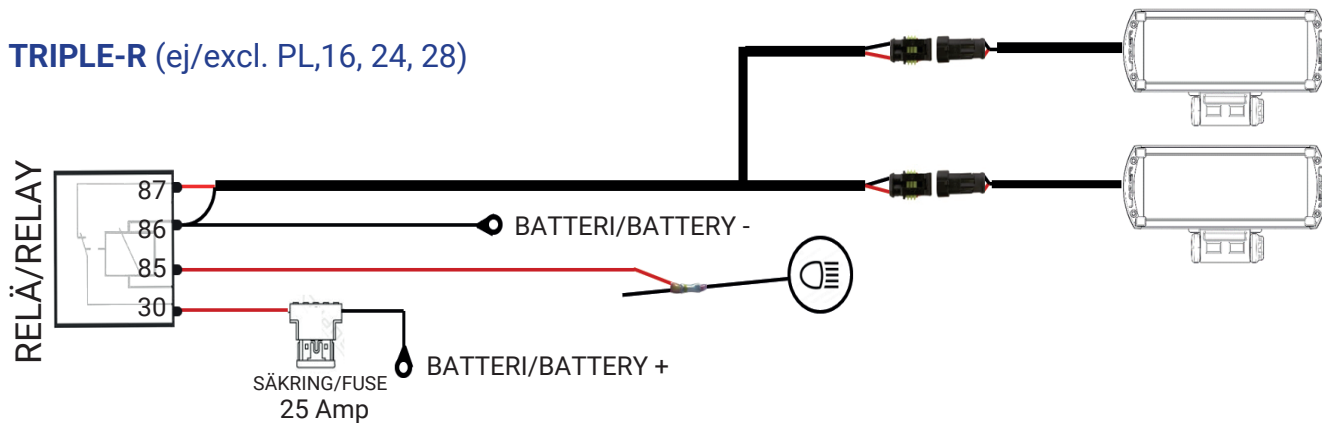 TRIPLE-R (ej/excl. PL,16, 24, 28)
RELÄ/RELAY
87
86
BATTERI/BATTERY -
85
30
BATTERI/BATTERY +
SÄKRING/FUSE
25 Amp